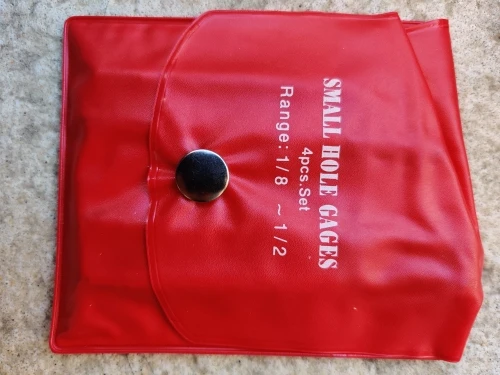 SMALL HOLE GAGES
4pcs.Set
Range:1/8 ~ 1/2